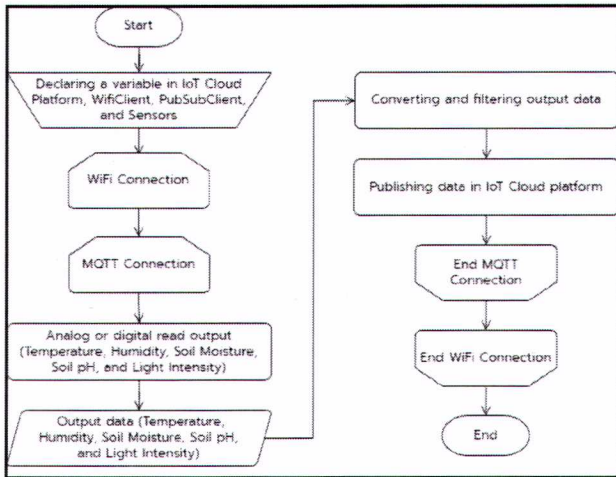 Start
Declaring a variable in IoT Cloud
Platform, WifiClient, PubSubClient,
and Sensors
WiFi Connection
MQTT Connection
Analog or digital read output
(Temperature, Humidity, Soil Moisture,
Soil pH, and Light Intensity)
Output data (Temperature,
Humidity, Soil Moisture, Soil pH,
and Light Intensity)
Converting and filtering output data
Publishing data in IoT Cloud platform
End MQTT
Connection
End WiFi Connection
End